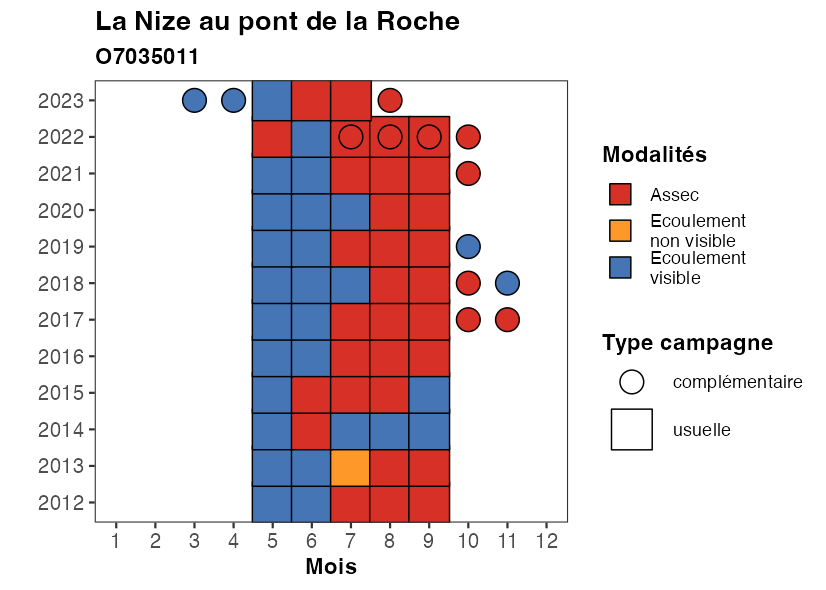 La Nize au pont de la Roche
O7035011
2023
2022
2021
2020
2019
2018
2017
2016
2015
2014
2013
2012
1 2 3 4 5 6 7 8 9 10 11 12
Mois
Modalités
Assec
Ecoulement
non visible
Ecoulement
visible
Type campagne
complémentaire
usuelle